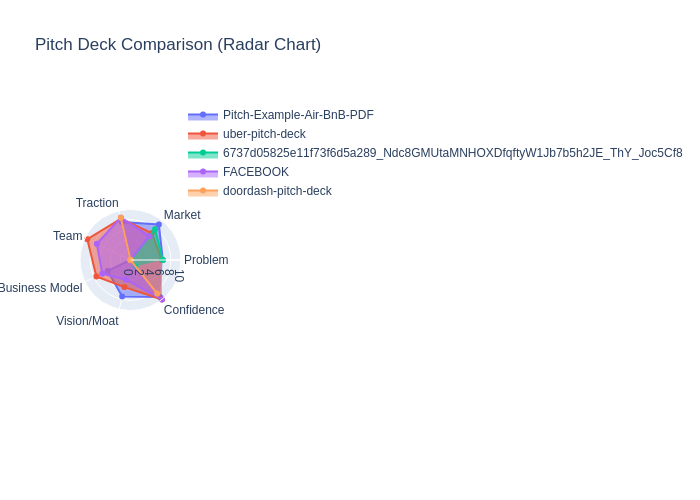 Pitch Deck Comparison (Radar Chart)
Pitch-Example-Air-BnB-PDF
uber-pitch-deck
6737d05825e11f73f6d5a289_Ndc8GMUtaMNHOXDfqftyW1Jb7b5h2JE_ThY_Joc5Cf8
FACEBOOK
doordash-pitch-deck
Traction
Market
Team
Problem
0 2 4 6 8 10
Business Model
Confidence
Vision/Moat